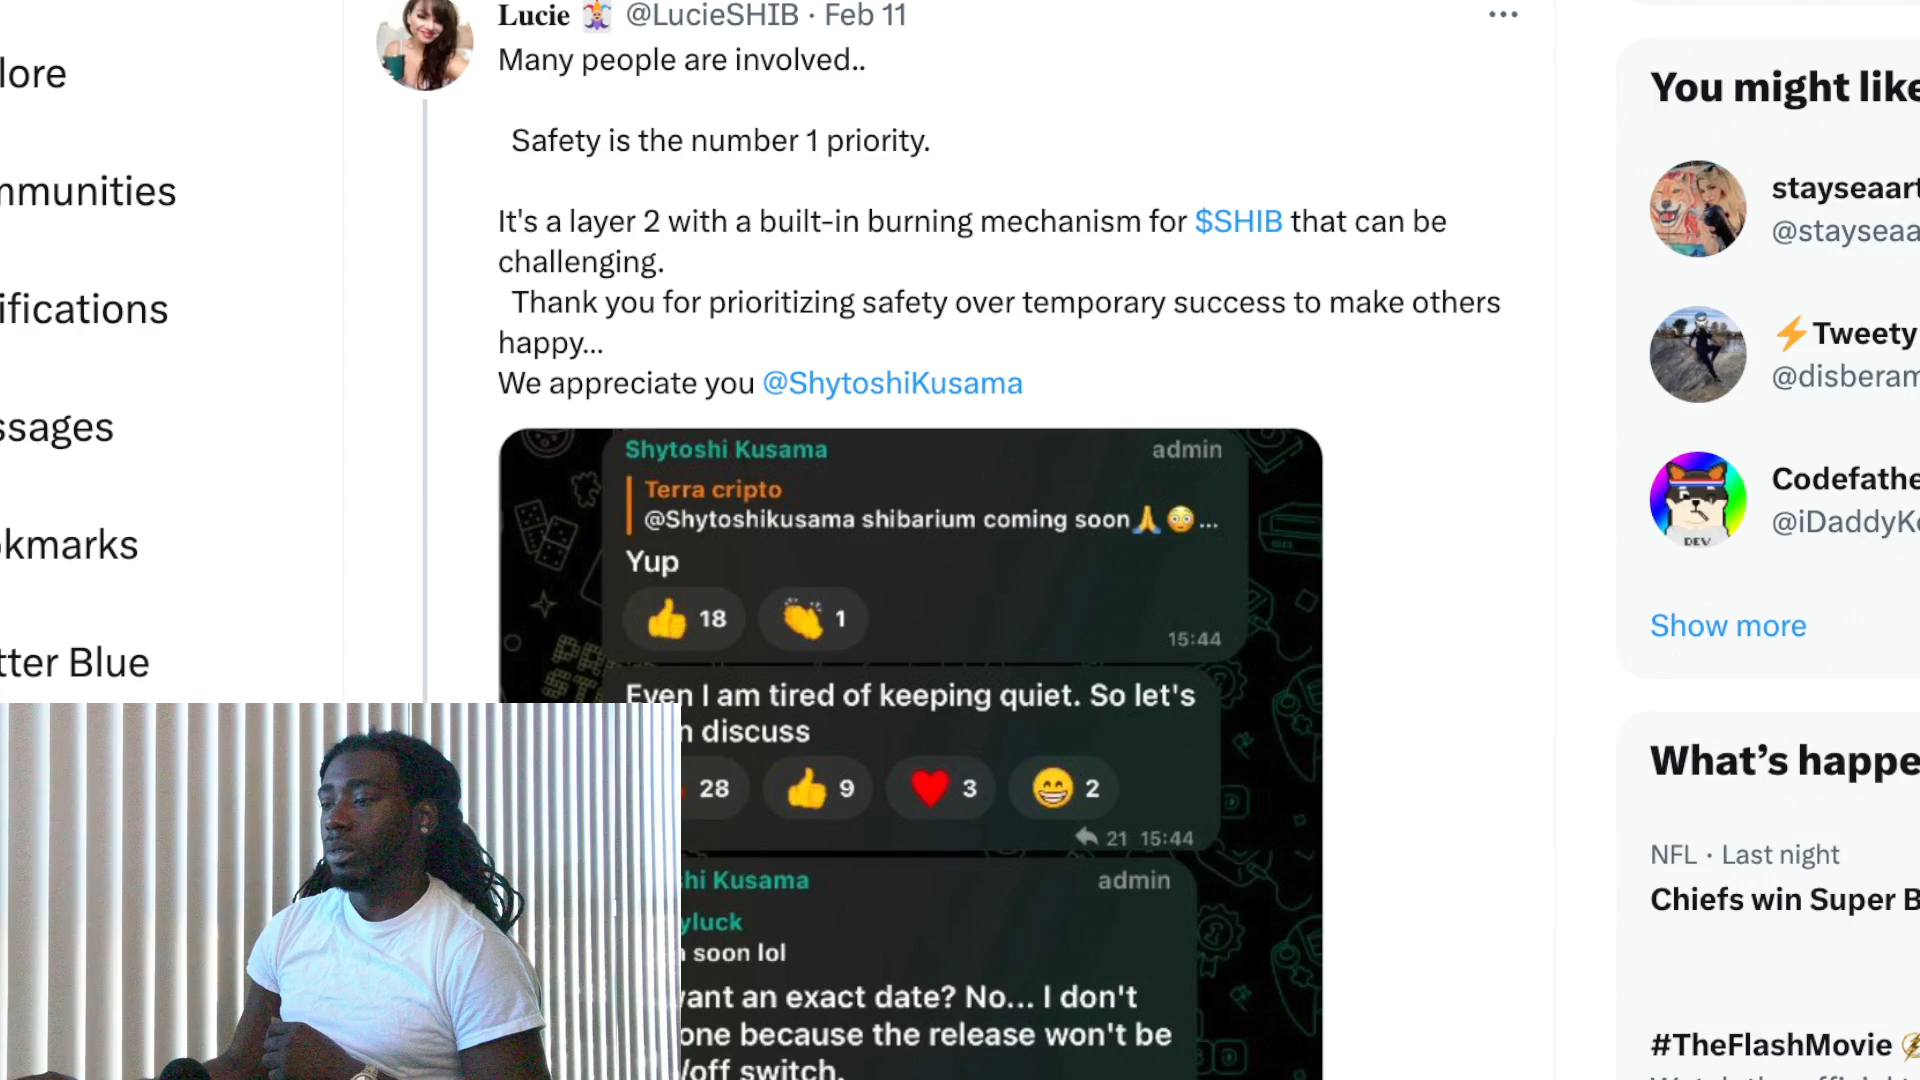 lore
mmunities
ifications
ssages
okmarks
tter Blue
Lucie @LucieSHIB · Feb 11
Many people are involved..
Safety is the number 1 priority.
It's a layer 2 with a built-in burning mechanism for $SHIB that can be
challenging.
Thank you for prioritizing safety over temporary success to make others
happy...
We appreciate you @ShytoshiKusama
Shytoshi Kusama admin
Terra cripto
@Shytoshikusama shibarium coming soon🙏😳...
Yup
👍 18 👏 1
15:44
Even I am tired of keeping quiet. So let's
n discuss
28 👍 9 ❤ 3 😁 2
21 15:44
hi Kusama admin
yluck
soon lol
want an exact date? No... I don't
one because the release won't be
/off switch.
You might like
stayseaart
@staysea
⚡Tweety
@disberam
Codefathe
@iDaddyK
DEV
Show more
What's happe
NFL · Last night
Chiefs win Super B
#TheFlashMovie